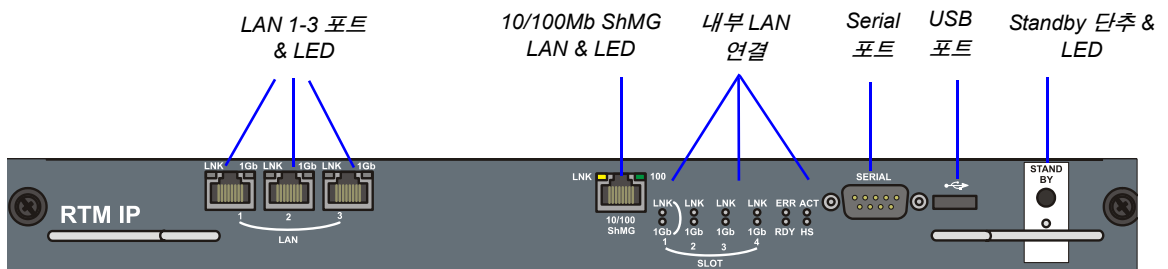 LAN 1-3 포트
& LED
10/100Mb ShMG
LAN & LED
내부 LAN
연결
Serial
포트
USB
포트
Standby 단추 &
LED
RTM IP
LNK 1Gb LNK 1Gb LNK 1Gb
1 2 3
LAN
LNK 100
10/100
ShMG
LNK LNK LNK LNK ERR ACT
1Gb 1Gb 1Gb 1Gb RDY HS
1 2 3 4
SLOT
SERIAL
STAND
BY